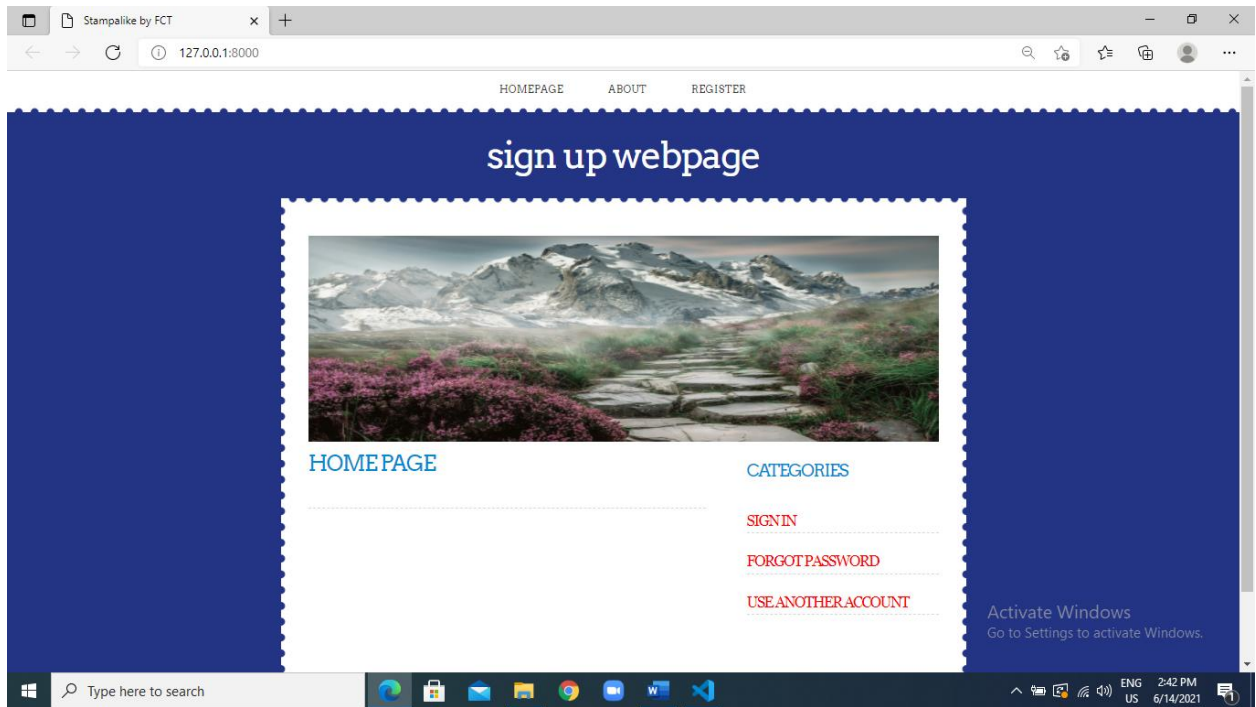 Stampalike by FCT
127.0.0.1:8000
HOMEPAGE ABOUT REGISTER
sign up webpage
HOMEPAGE
CATEGORIES
SIGN IN
FORGOT PASSWORD
USE ANOTHER ACCOUNT
Activate Windows
Go to Settings to activate Windows.
Type here to search
ENG 2:42 PM
US 6/14/2021